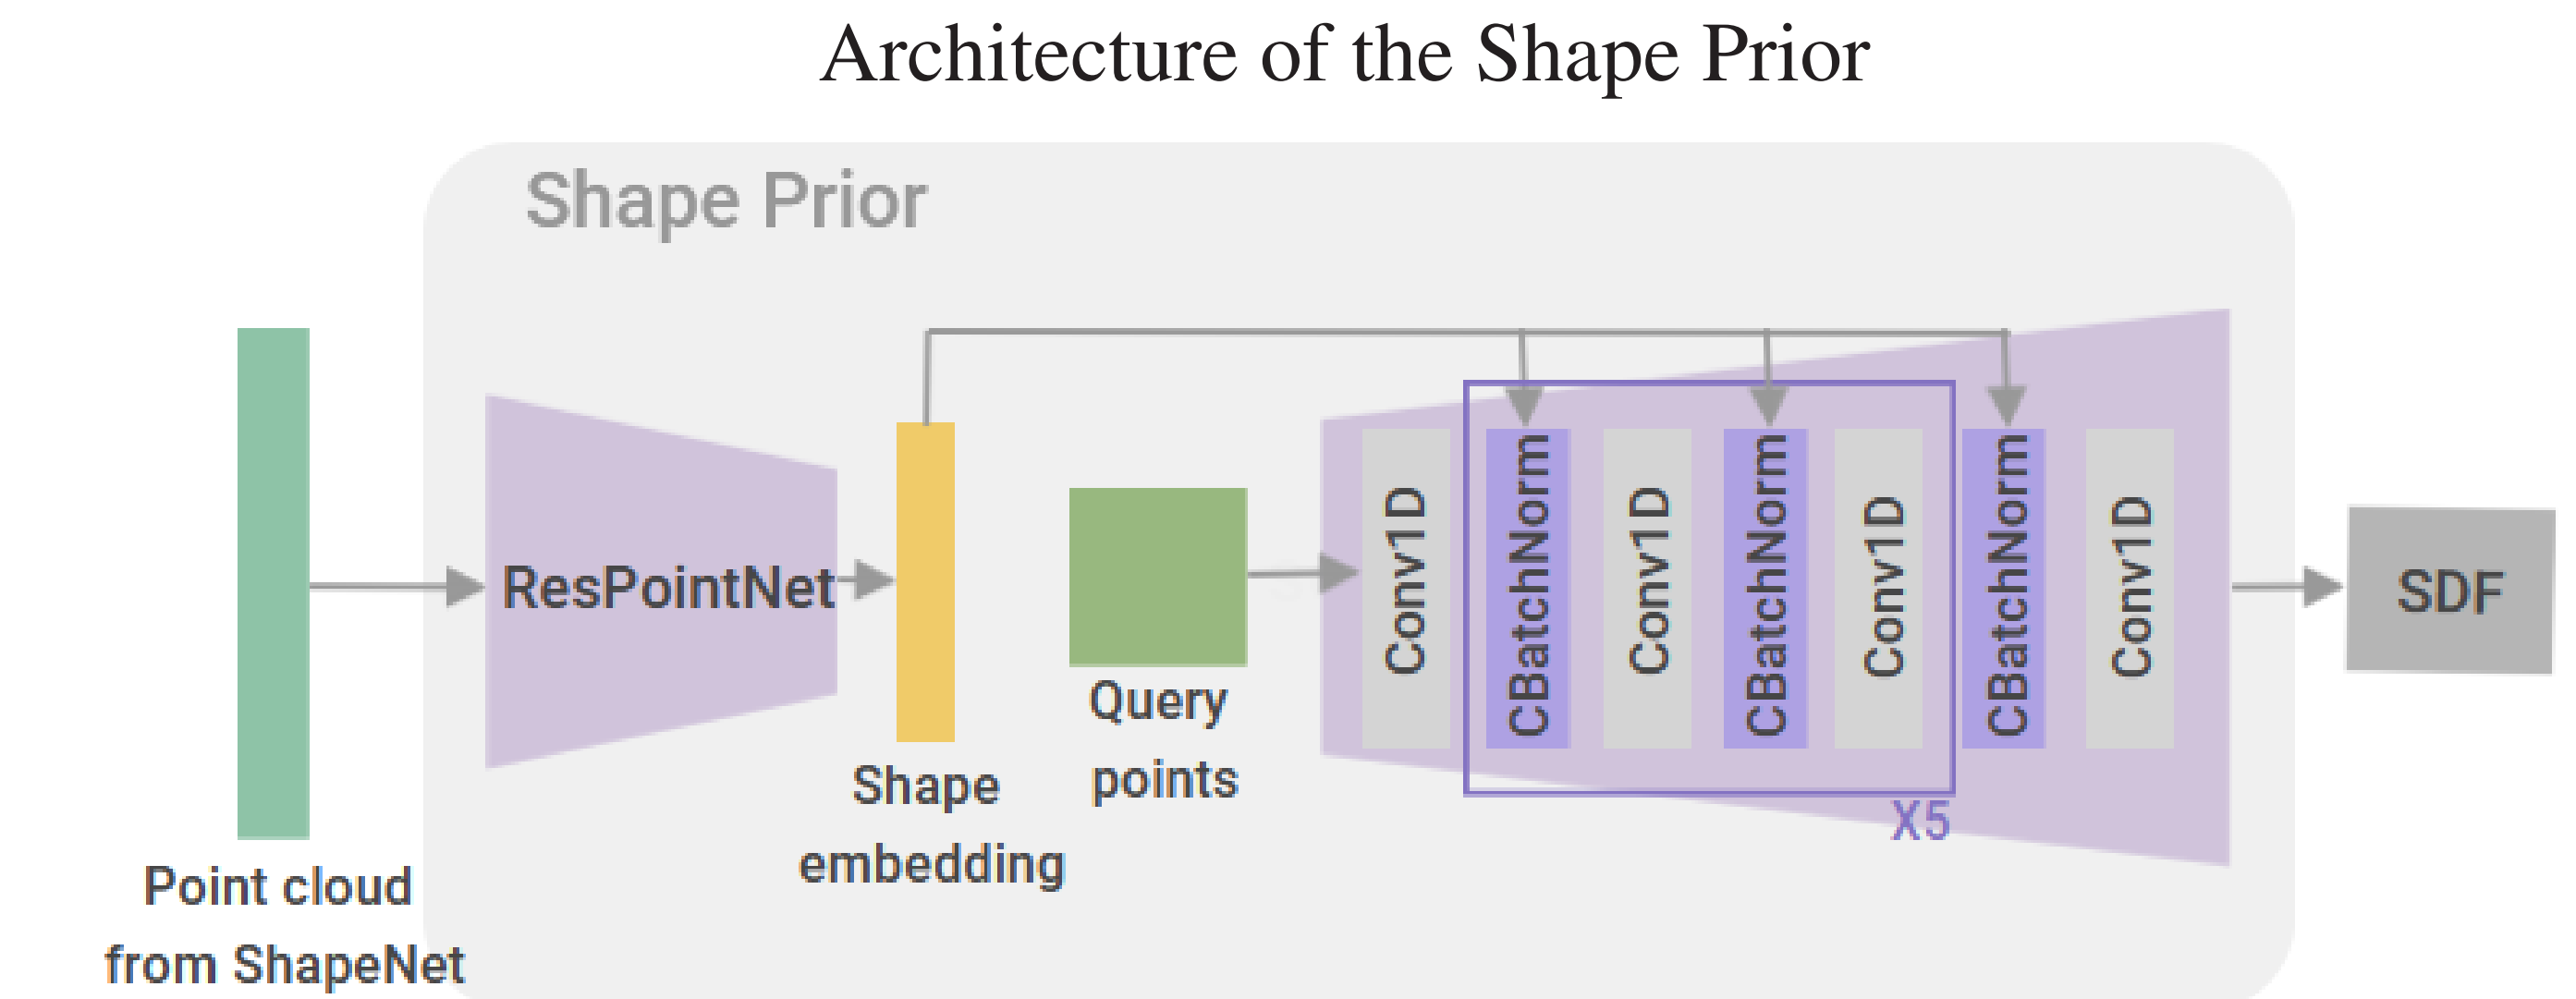 Architecture of the Shape Prior
Shape Prior
Point cloud
from ShapeNet
ResPointNet
Shape
embedding
Query
points
Conv1D
CBatchNorm
Conv1D
CBatchNorm
Conv1D
CBatchNorm
Conv1D
X5
SDF